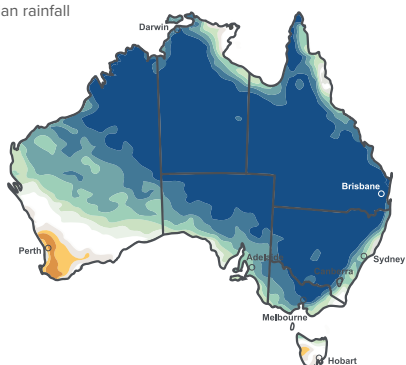 an rainfall
Darwin
Brisbane
Perth
Adelaide
Canberra
Sydney
Melbourne
Hobart